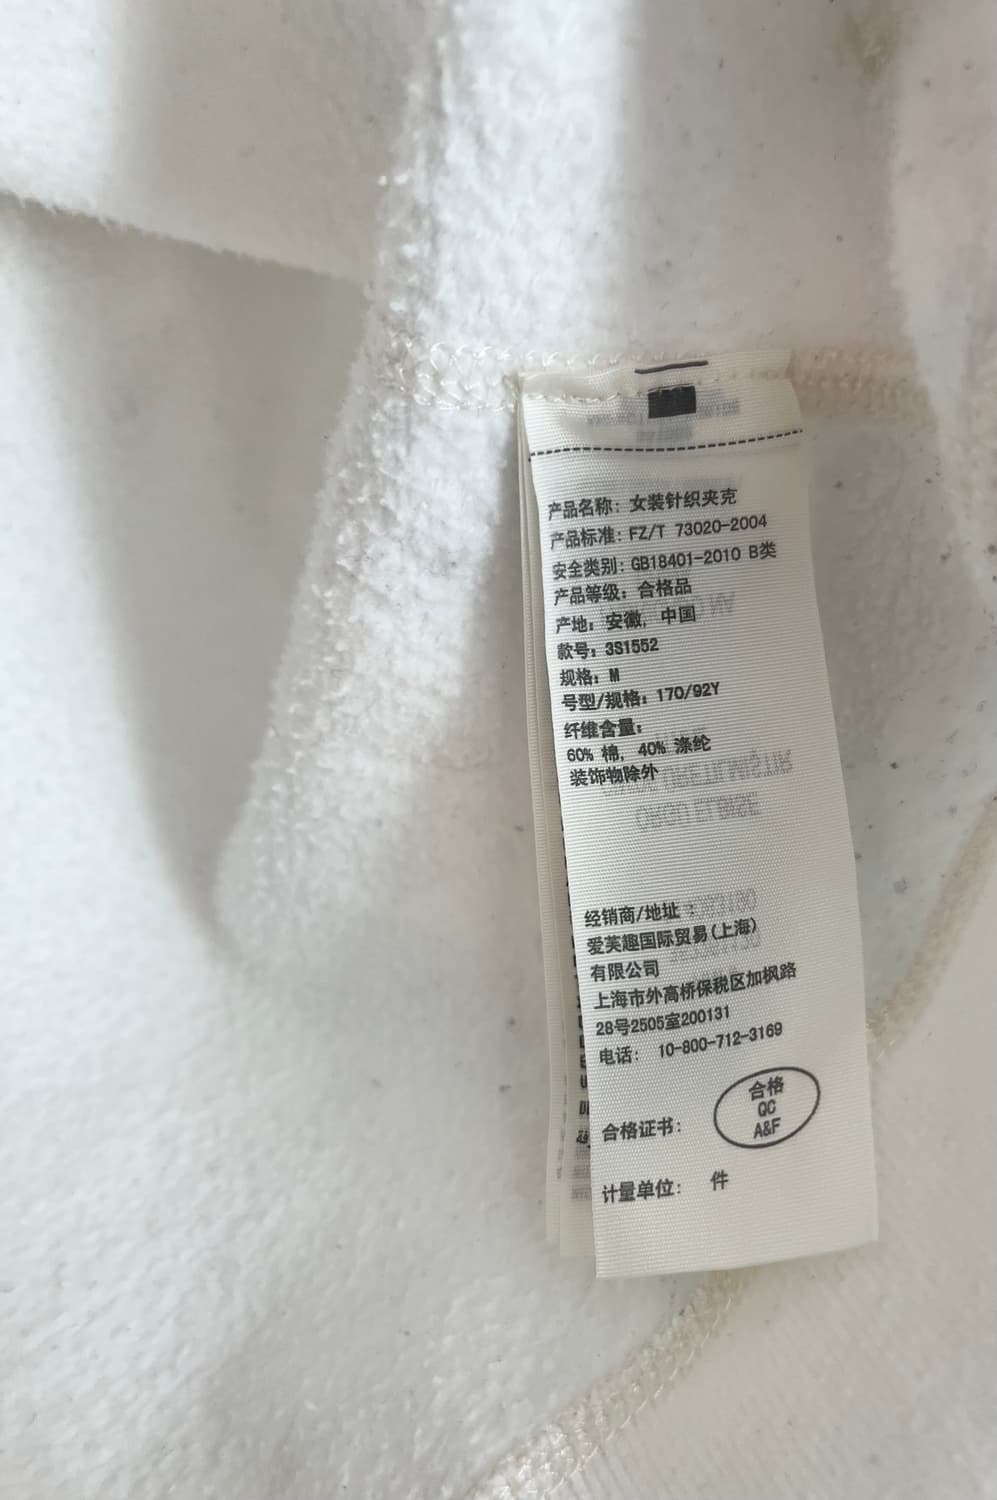 产品名称: 女装针织夹克
产品标准: FZ/T 73020-2004
安全类别: GB18401-2010 B类
产品等级: 合格品
产地: 安徽, 中国
款号: 3S1552
规格: M
号型/规格: 170/92Y
纤维含量:
60% 棉, 40% 涤纶
装饰物除外
经销商/地址:
爱芙趣国际贸易(上海)
有限公司
上海市外高桥保税区加枫路
28号2505室200131
电话: 10-800-712-3169
合格
QC
A&F
合格证书:
计量单位: 件